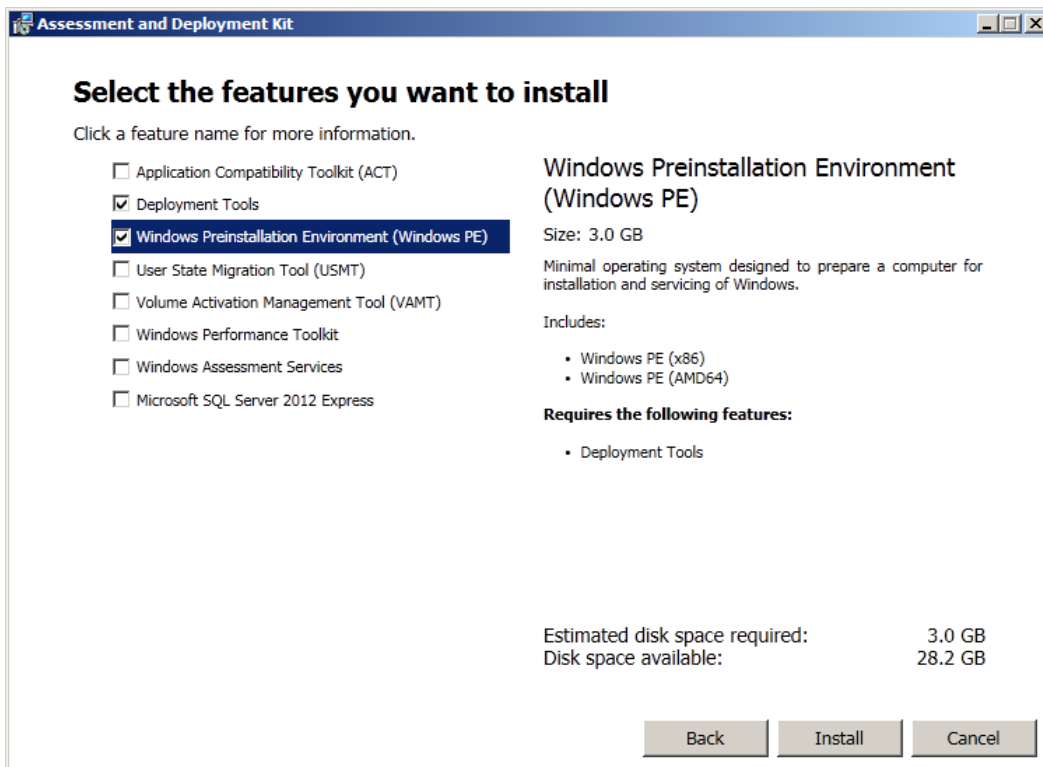 Assessment and Deployment Kit
Select the features you want to install
Click a feature name for more information.
Application Compatibility Toolkit (ACT)
Deployment Tools
Windows Preinstallation Environment (Windows PE)
User State Migration Tool (USMT)
Volume Activation Management Tool (VAMT)
Windows Performance Toolkit
Windows Assessment Services
Microsoft SQL Server 2012 Express
Windows Preinstallation Environment
(Windows PE)
Size: 3.0 GB
Minimal operating system designed to prepare a computer for
installation and servicing of Windows.
Includes:
• Windows PE (x86)
• Windows PE (AMD64)
Requires the following features:
• Deployment Tools
Estimated disk space required: 3.0 GB
Disk space available: 28.2 GB
Back Install Cancel